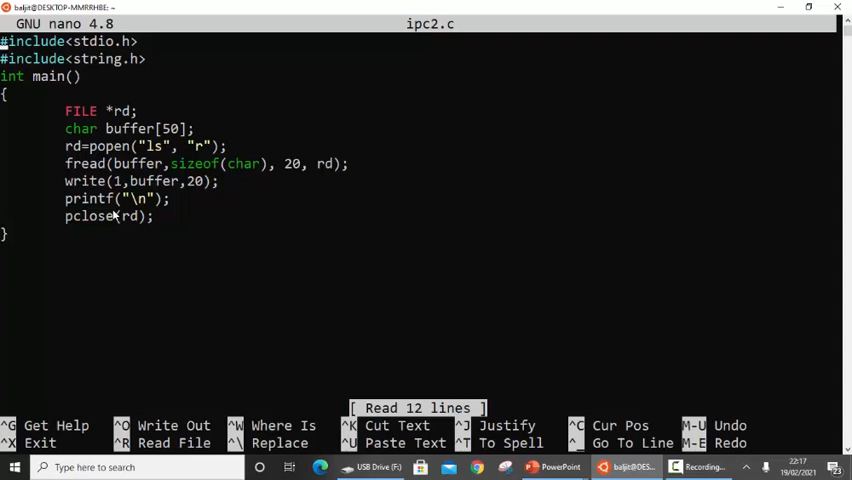 baljit@DESKTOP-MMRRHBE: ~
GNU nano 4.8 ipc2.c
#include<stdio.h>
#include<string.h>
int main()
{
FILE *rd;
char buffer[50];
rd=popen("ls", "r");
fread(buffer,sizeof(char), 20, rd);
write(1,buffer,20);
printf("\n");
pclose(rd);
}
[ Read 12 lines ]
^G Get Help ^O Write Out ^W Where Is ^K Cut Text ^J Justify ^C Cur Pos M-U Undo
^X Exit ^R Read File ^\ Replace ^U Paste Text ^T To Spell ^_ Go To Line M-E Redo
Type here to search USB Drive (F:) PowerPoint baljit@DES... Recording... 22:17
19/02/2021 23